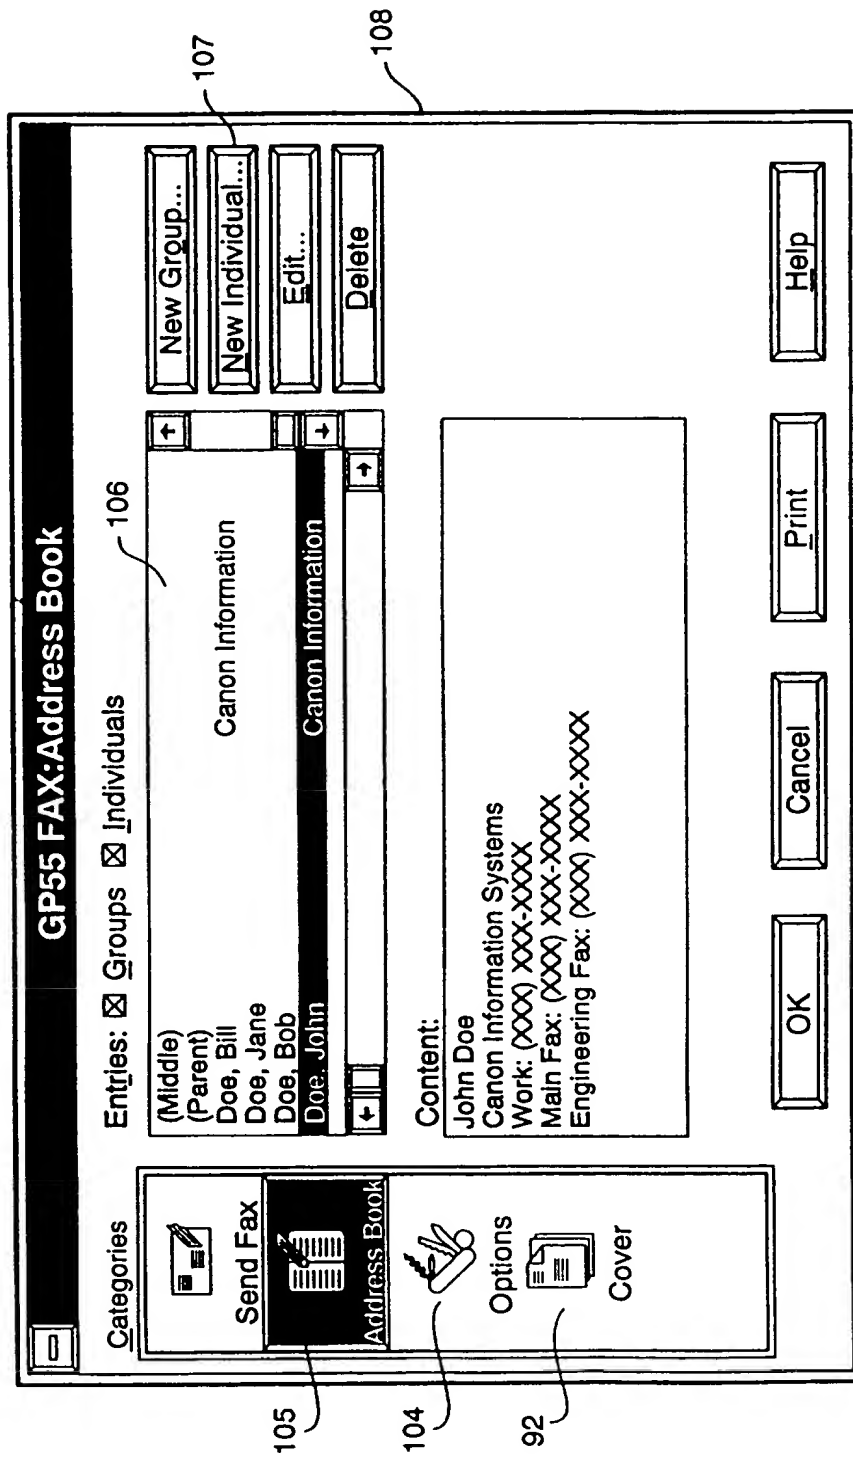 GP55 FAX:Address Book
Categories
Send Fax
Address Book
Options
Cover
Entries: ☒ Groups ☒ Individuals
(Middle)
(Parent)
Doe, Bill Canon Information
Doe, Jane
Doe, Bob
Doe, John Canon Information
New Group...
New Individual...
Edit...
Delete
Content:
John Doe
Canon Information Systems
Work: (XXX) XXX-XXXX
Main Fax: (XXX) XXX-XXXX
Engineering Fax: (XXX) XXX-XXXX
OK
Cancel
Print
Help
105
104
92
106
107
108